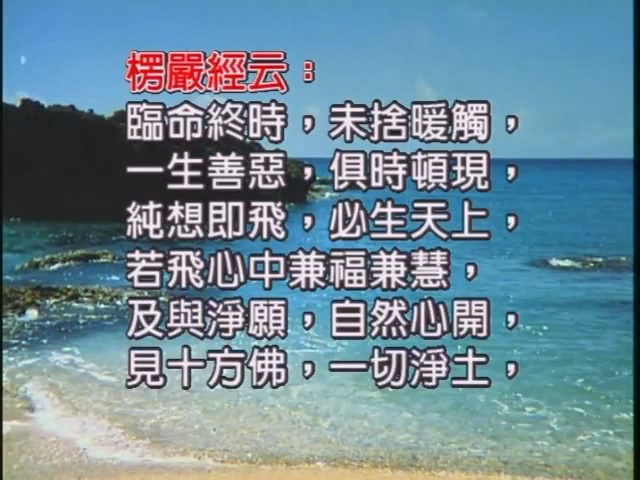 楞嚴經云：
臨命終時，未捨暖觸，
一生善惡，俱時頓現，
純想即飛，必生天上，
若飛心中兼福兼慧，
及與淨願，自然心開，
見十方佛，一切淨土，